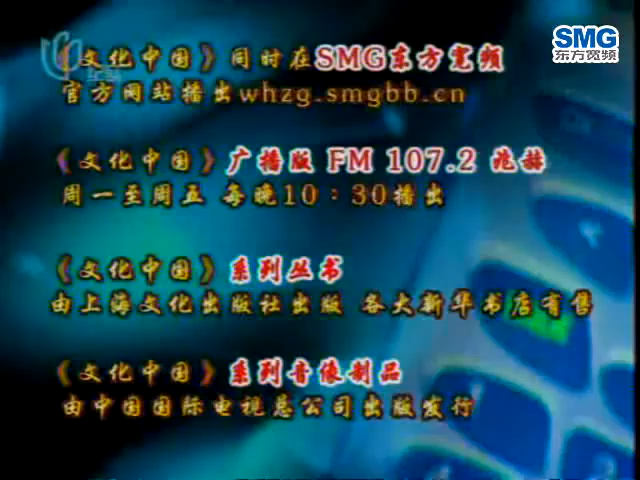 SMG
东方宽频
《文化中国》同时在SMG东方宽频
官方网站播出whzg.smgbb.cn
《文化中国》广播版 FM 107.2 兆赫
周一至周五 每晚10：30播出
《文化中国》系列丛书
由上海文化出版社出版 各大新华书店有售
《文化中国》系列音像制品
由中国国际电视总公司出版发行